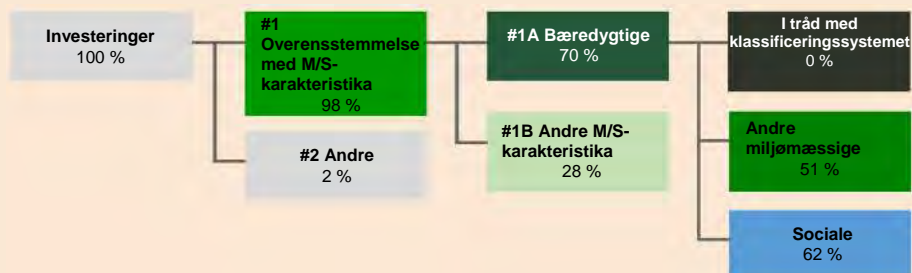 Investeringer
100 %
#1
Overensstemmelse
med M/S-
karakteristika
98 %
#2 Andre
2 %
#1A Bæredygtige
70 %
#1B Andre M/S-
karakteristika
28 %
I tråd med
klassificeringssystemet
0 %
Andre
miljømæssige
51 %
Sociale
62 %